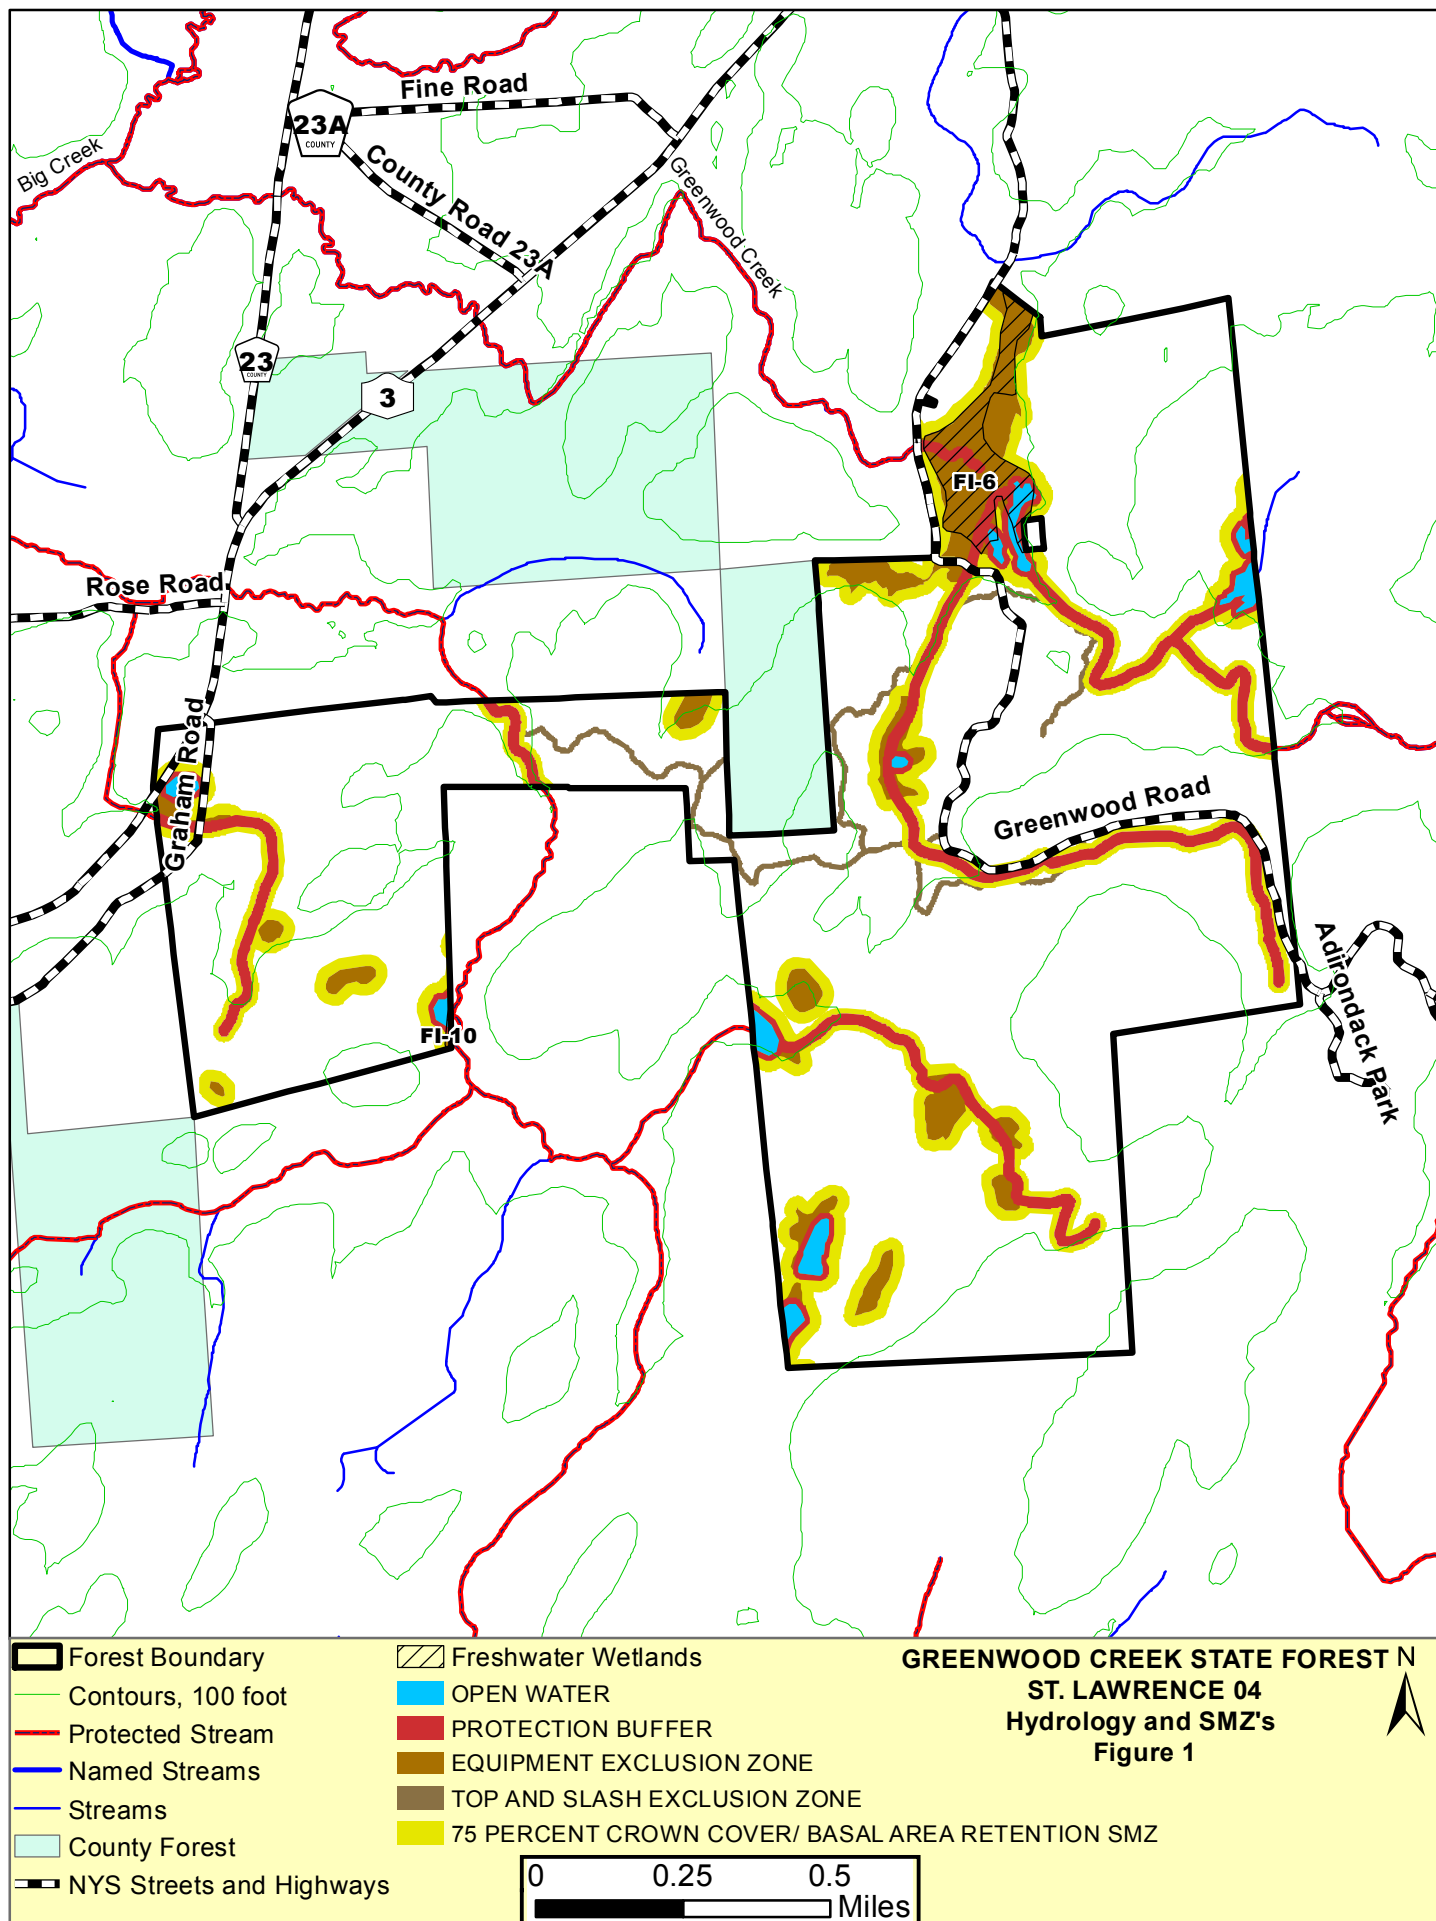 Fine Road
23A
COUNTY
County Road 23A
Big Creek
Greenwood Creek
23
COUNTY
3
FI-6
Rose Road
Graham Road
Greenwood Road
Adirondack Park
FI-10
Forest Boundary
Contours, 100 foot
Protected Stream
Named Streams
Streams
County Forest
NYS Streets and Highways
Freshwater Wetlands
OPEN WATER
PROTECTION BUFFER
EQUIPMENT EXCLUSION ZONE
TOP AND SLASH EXCLUSION ZONE
75 PERCENT CROWN COVER/ BASAL AREA RETENTION SMZ
GREENWOOD CREEK STATE FOREST
ST. LAWRENCE 04
Hydrology and SMZ's
Figure 1
N
0 0.25 0.5
Miles